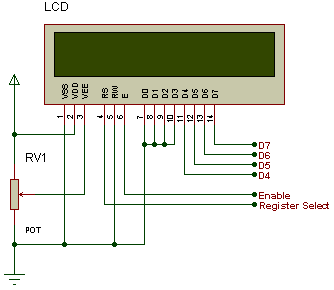 LCD
VSS VDD VEE RS RW E D0 D1 D2 D3 D4 D5 D6 D7
1 2 3 4 5 6 7 8 9 10 11 12 13 14
D7
D6
RV1
D5
D4
Enable
Register Select
POT